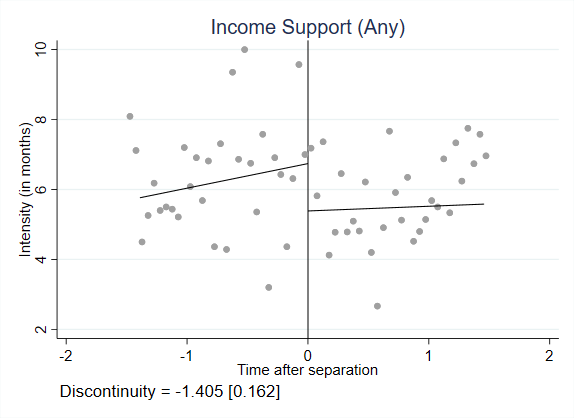 Income Support (Any)
Intensity (in months)
10
8
6
4
2
-2 -1 0 1 2
Time after separation
Discontinuity = -1.405 [0.162]